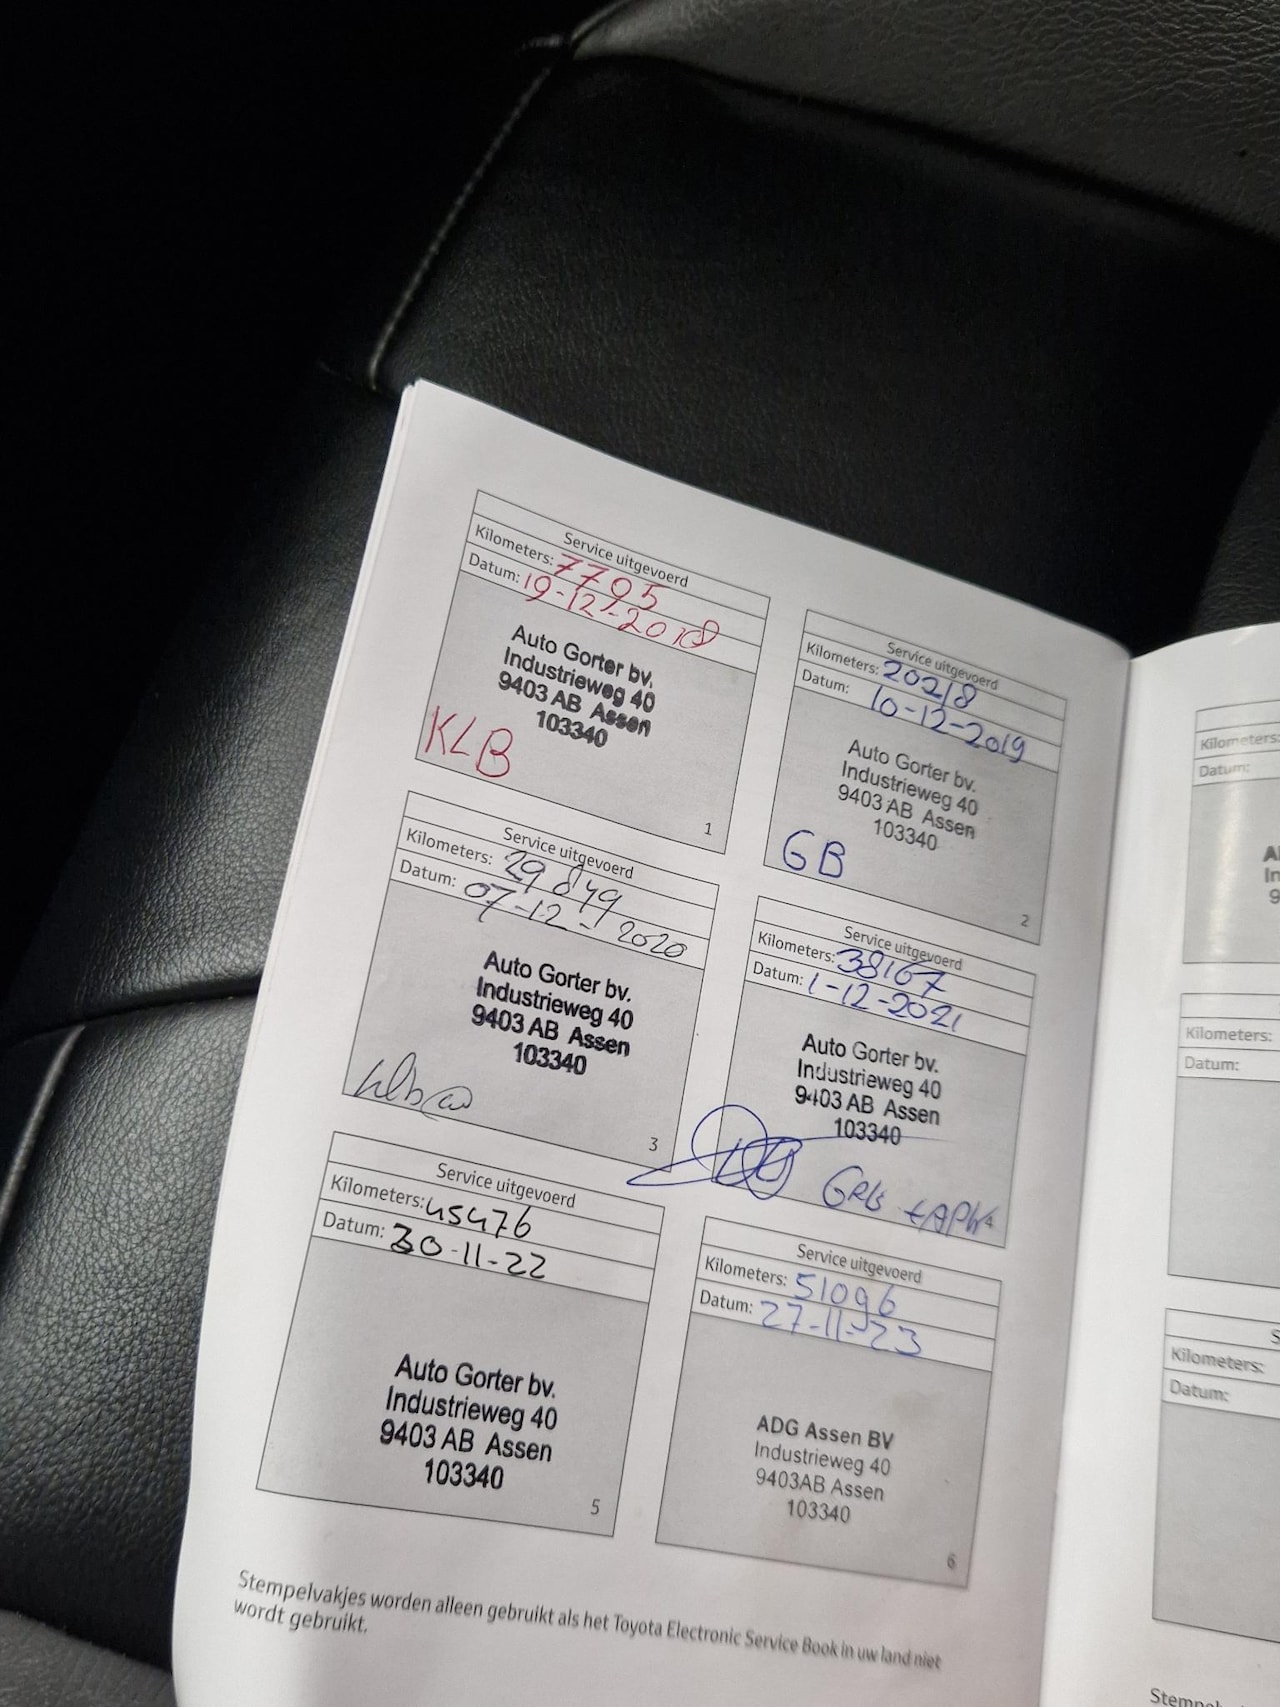 Service uitgevoerd
Kilometers: 7705
Datum: 19-12-2018
Auto Gorter bv.
Industrieweg 40
9403 AB Assen
103340
KLB
1
Service uitgevoerd
Kilometers: 20218
Datum: 10-12-2019
Auto Gorter bv.
Industrieweg 40
9403 AB Assen
103340
GB
2
Service uitgevoerd
Kilometers: 29849
Datum: 07-12-2020
Auto Gorter bv.
Industrieweg 40
9403 AB Assen
103340
3
Service uitgevoerd
Kilometers: 38167
Datum: 1-12-2021
Auto Gorter bv.
Industrieweg 40
9403 AB Assen
103340
4
Service uitgevoerd
Kilometers: 45476
Datum: 30-11-22
Auto Gorter bv.
Industrieweg 40
9403 AB Assen
103340
5
Service uitgevoerd
Kilometers: 51096
Datum: 27-11-23
ADG Assen BV
Industrieweg 40
9403AB Assen
103340
6
Stempelvakjes worden alleen gebruikt als het Toyota Electronic Service Book in uw land niet
wordt gebruikt.
Kilometers:
Datum:
Kilometers:
Datum:
Kilometers:
Datum: